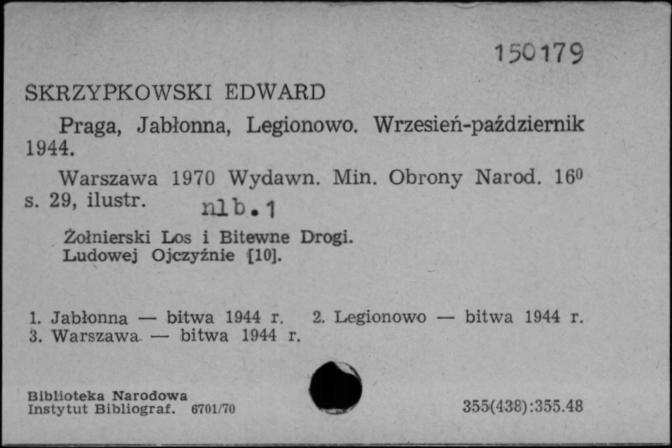 150179
SKRZYPKOWSKI EDWARD
Praga, Jabłonna, Legionowo. Wrzesień-październik
1944.
Warszawa 1970 Wydawn. Min. Obrony Narod. 16⁰
s. 29, ilustr. nlb.1
Żołnierski Los i Bitewne Drogi.
Ludowej Ojczyźnie [10].
1. Jabłonna — bitwa 1944 r. 2. Legionowo — bitwa 1944 r.
3. Warszawa — bitwa 1944 r.
Biblioteka Narodowa
Instytut Bibliograf. 6701/70 355(438):355.48